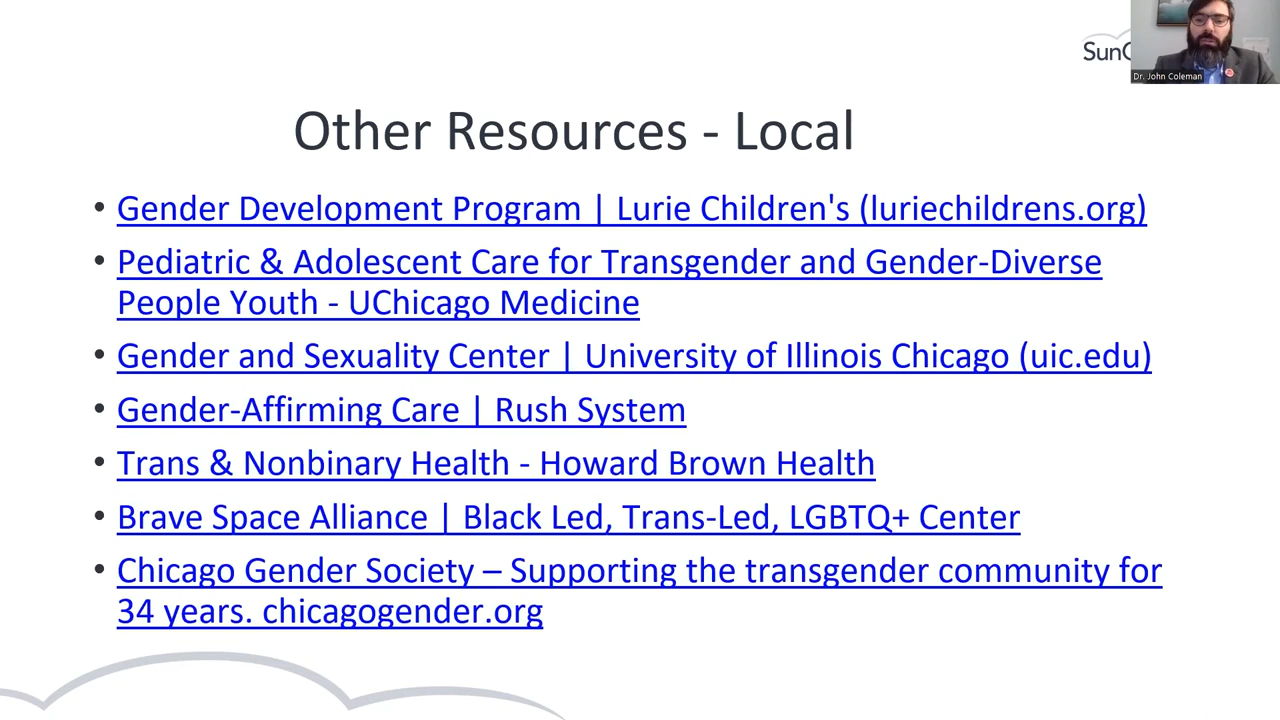 Dr. John Coleman
Other Resources - Local
• Gender Development Program | Lurie Children's (luriechildrens.org)
• Pediatric & Adolescent Care for Transgender and Gender-Diverse
People Youth - UChicago Medicine
• Gender and Sexuality Center | University of Illinois Chicago (uic.edu)
• Gender-Affirming Care | Rush System
• Trans & Nonbinary Health - Howard Brown Health
• Brave Space Alliance | Black Led, Trans-Led, LGBTQ+ Center
• Chicago Gender Society – Supporting the transgender community for
34 years. chicagogender.org